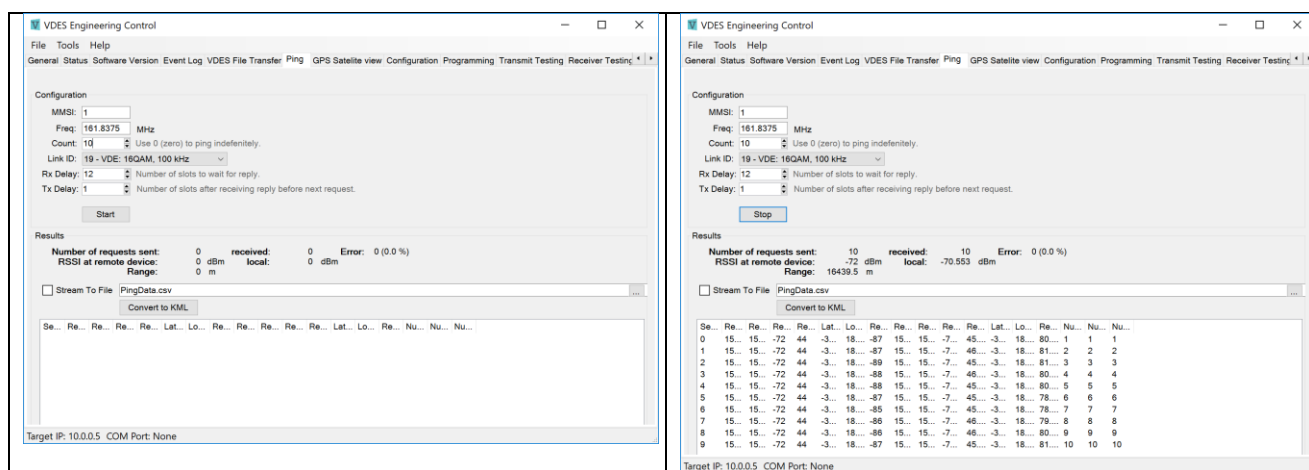 VDES Engineering Control
File Tools Help
General Status Software Version Event Log VDES File Transfer Ping GPS Satelite view Configuration Programming Transmit Testing Receiver Testing
Configuration
MMSI: 1
Freq: 161.8375 MHz
Count: 10 Use 0 (zero) to ping indefenitely.
Link ID: 19 - VDE: 16QAM, 100 kHz
Rx Delay: 12 Number of slots to wait for reply.
Tx Delay: 1 Number of slots after receiving reply before next request.
Start
Results
Number of requests sent: 0 received: 0 Error: 0 (0.0 %)
RSSI at remote device: 0 dBm local: 0 dBm
Range: 0 m
Stream To File PingData.csv ...
Convert to KML
Se... Re... Re... Re... Re... Lat... Lo... Re... Re... Re... Re... Re... Lat... Lo... Re... Nu... Nu... Nu...
Target IP: 10.0.0.5 COM Port: None
VDES Engineering Control
File Tools Help
General Status Software Version Event Log VDES File Transfer Ping GPS Satelite view Configuration Programming Transmit Testing Receiver Testing
Configuration
MMSI: 1
Freq: 161.8375 MHz
Count: 10 Use 0 (zero) to ping indefenitely.
Link ID: 19 - VDE: 16QAM, 100 kHz
Rx Delay: 12 Number of slots to wait for reply.
Tx Delay: 1 Number of slots after receiving reply before next request.
Stop
Results
Number of requests sent: 10 received: 10 Error: 0 (0.0 %)
RSSI at remote device: -72 dBm local: -70.553 dBm
Range: 16439.5 m
Stream To File PingData.csv ...
Convert to KML
Se... Re... Re... Re... Re... Lat... Lo... Re... Re... Re... Re... Re... Lat... Lo... Re... Nu... Nu... Nu...
0 15... 15... -72 44 -3... 18.... -87 15... 15... -7... 45.... -3... 18.... 80.... 1 1 1
1 15... 15... -72 44 -3... 18.... -87 15... 15... -7... 46.... -3... 18.... 81.... 2 2 2
2 15... 15... -72 44 -3... 18.... -89 15... 15... -7... 45.... -3... 18.... 81.... 3 3 3
3 15... 15... -72 44 -3... 18.... -88 15... 15... -7... 46.... -3... 18.... 80.... 4 4 4
4 15... 15... -72 44 -3... 18.... -88 15... 15... -7... 45.... -3... 18.... 80.... 5 5 5
5 15... 15... -72 44 -3... 18.... -87 15... 15... -7... 45.... -3... 18.... 78.... 6 6 6
6 15... 15... -72 44 -3... 18.... -85 15... 15... -7... 45.... -3... 18.... 78.... 7 7 7
7 15... 15... -72 44 -3... 18.... -86 15... 15... -7... 46.... -3... 18.... 79.... 8 8 8
8 15... 15... -72 44 -3... 18.... -86 15... 15... -7... 46.... -3... 18.... 80.... 9 9 9
9 15... 15... -72 44 -3... 18.... -87 15... 15... -7... 45.... -3... 18.... 81.... 10 10 10
Target IP: 10.0.0.5 COM Port: None